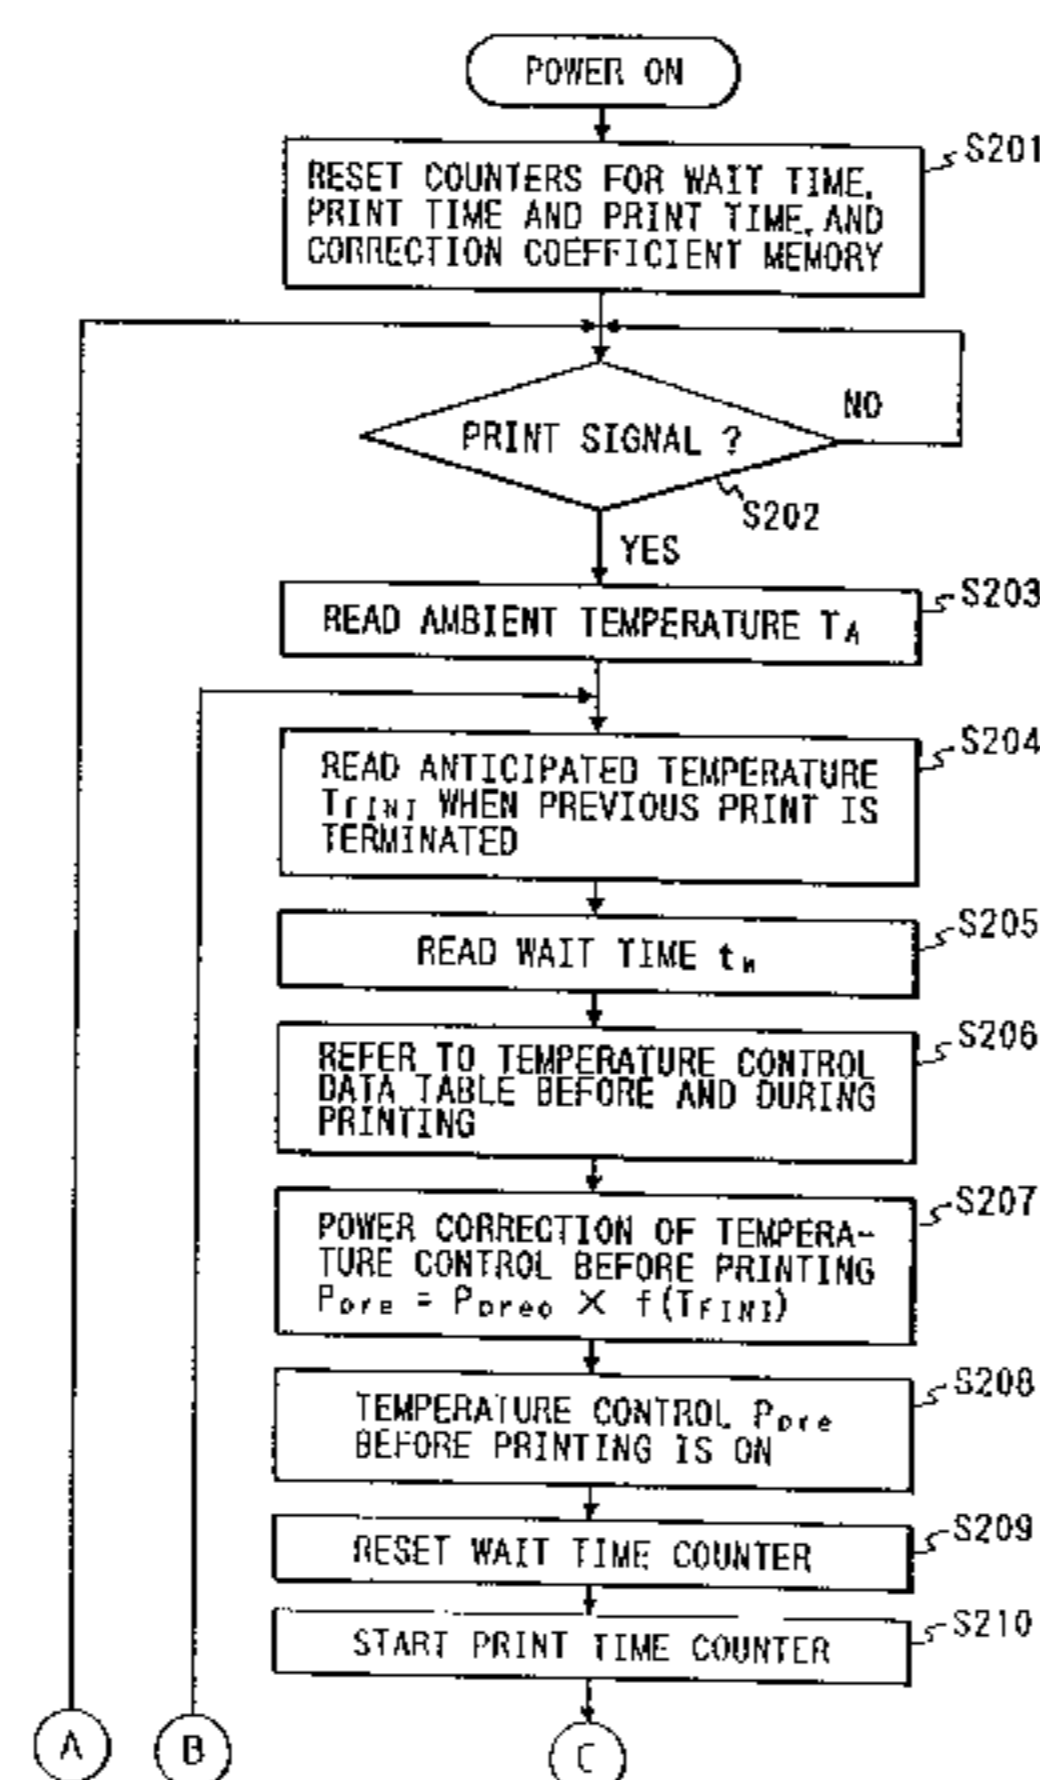 POWER ON
S201
RESET COUNTERS FOR WAIT TIME,
PRINT TIME AND PRINT TIME, AND
CORRECTION COEFFICIENT MEMORY
NO
PRINT SIGNAL ?
S202
YES
S203
READ AMBIENT TEMPERATURE TA
S204
READ ANTICIPATED TEMPERATURE
TFINI WHEN PREVIOUS PRINT IS
TERMINATED
S205
READ WAIT TIME tW
S206
REFER TO TEMPERATURE CONTROL
DATA TABLE BEFORE AND DURING
PRINTING
S207
POWER CORRECTION OF TEMPERA-
TURE CONTROL BEFORE PRINTING
Ppre = Ppreo × f(TFINI)
S208
TEMPERATURE CONTROL Ppre
BEFORE PRINTING IS ON
S209
RESET WAIT TIME COUNTER
S210
START PRINT TIME COUNTER
A
B
C